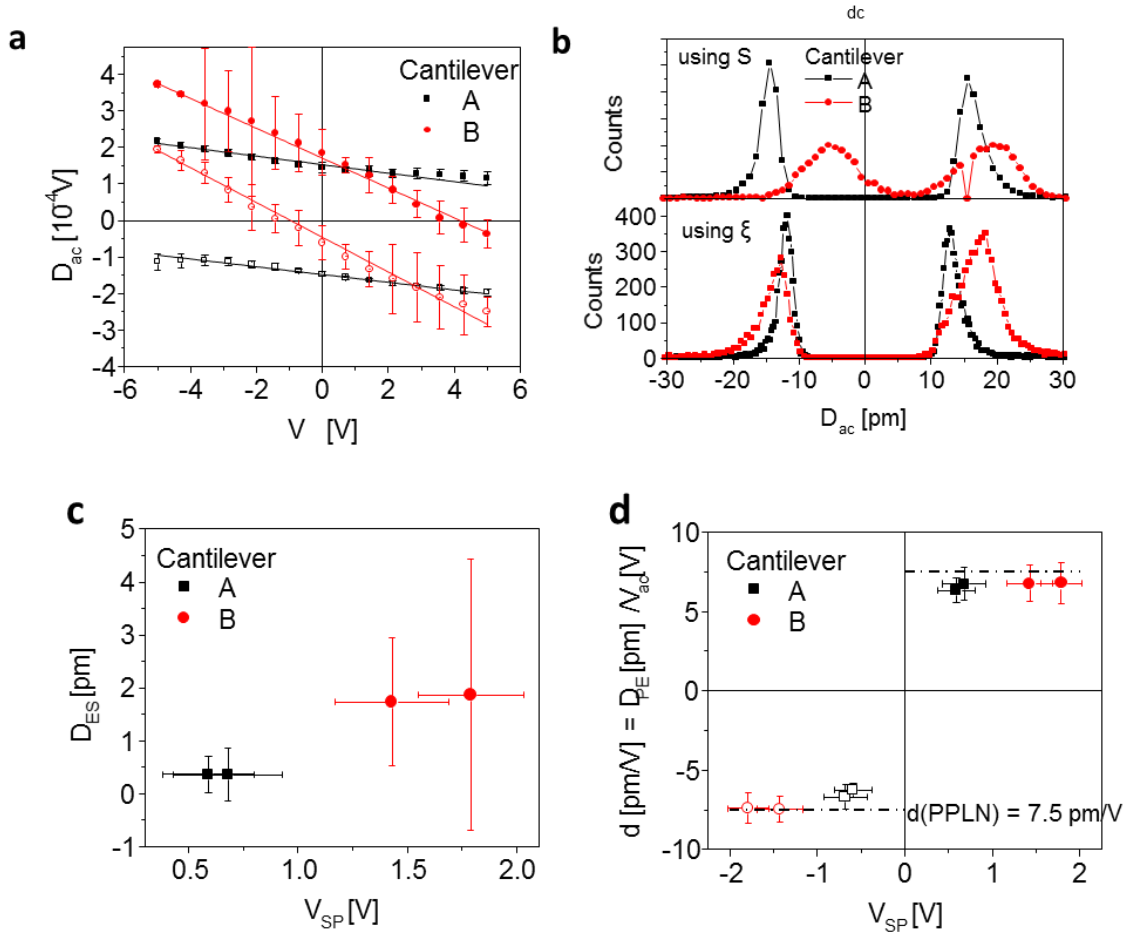 dc
a
Cantilever
A
B
D_ac [10^-4V]
4
3
2
1
0
-1
-2
-3
-4
-6
-4
-2
0
2
4
6
V [V]
b
using S
Cantilever
A
B
Counts
using ξ
Counts
400
300
200
100
0
-30
-20
-10
0
10
20
30
D_ac [pm]
c
Cantilever
A
B
D_ES [pm]
5
4
3
2
1
0
-1
0.5
1.0
1.5
2.0
V_SP [V]
d
Cantilever
A
B
d [pm/V] = D_PE [pm] /V_ac [V]
10
5
0
-5
-10
d(PPLN) = 7.5 pm/V
-2
-1
0
1
2
V_SP [V]